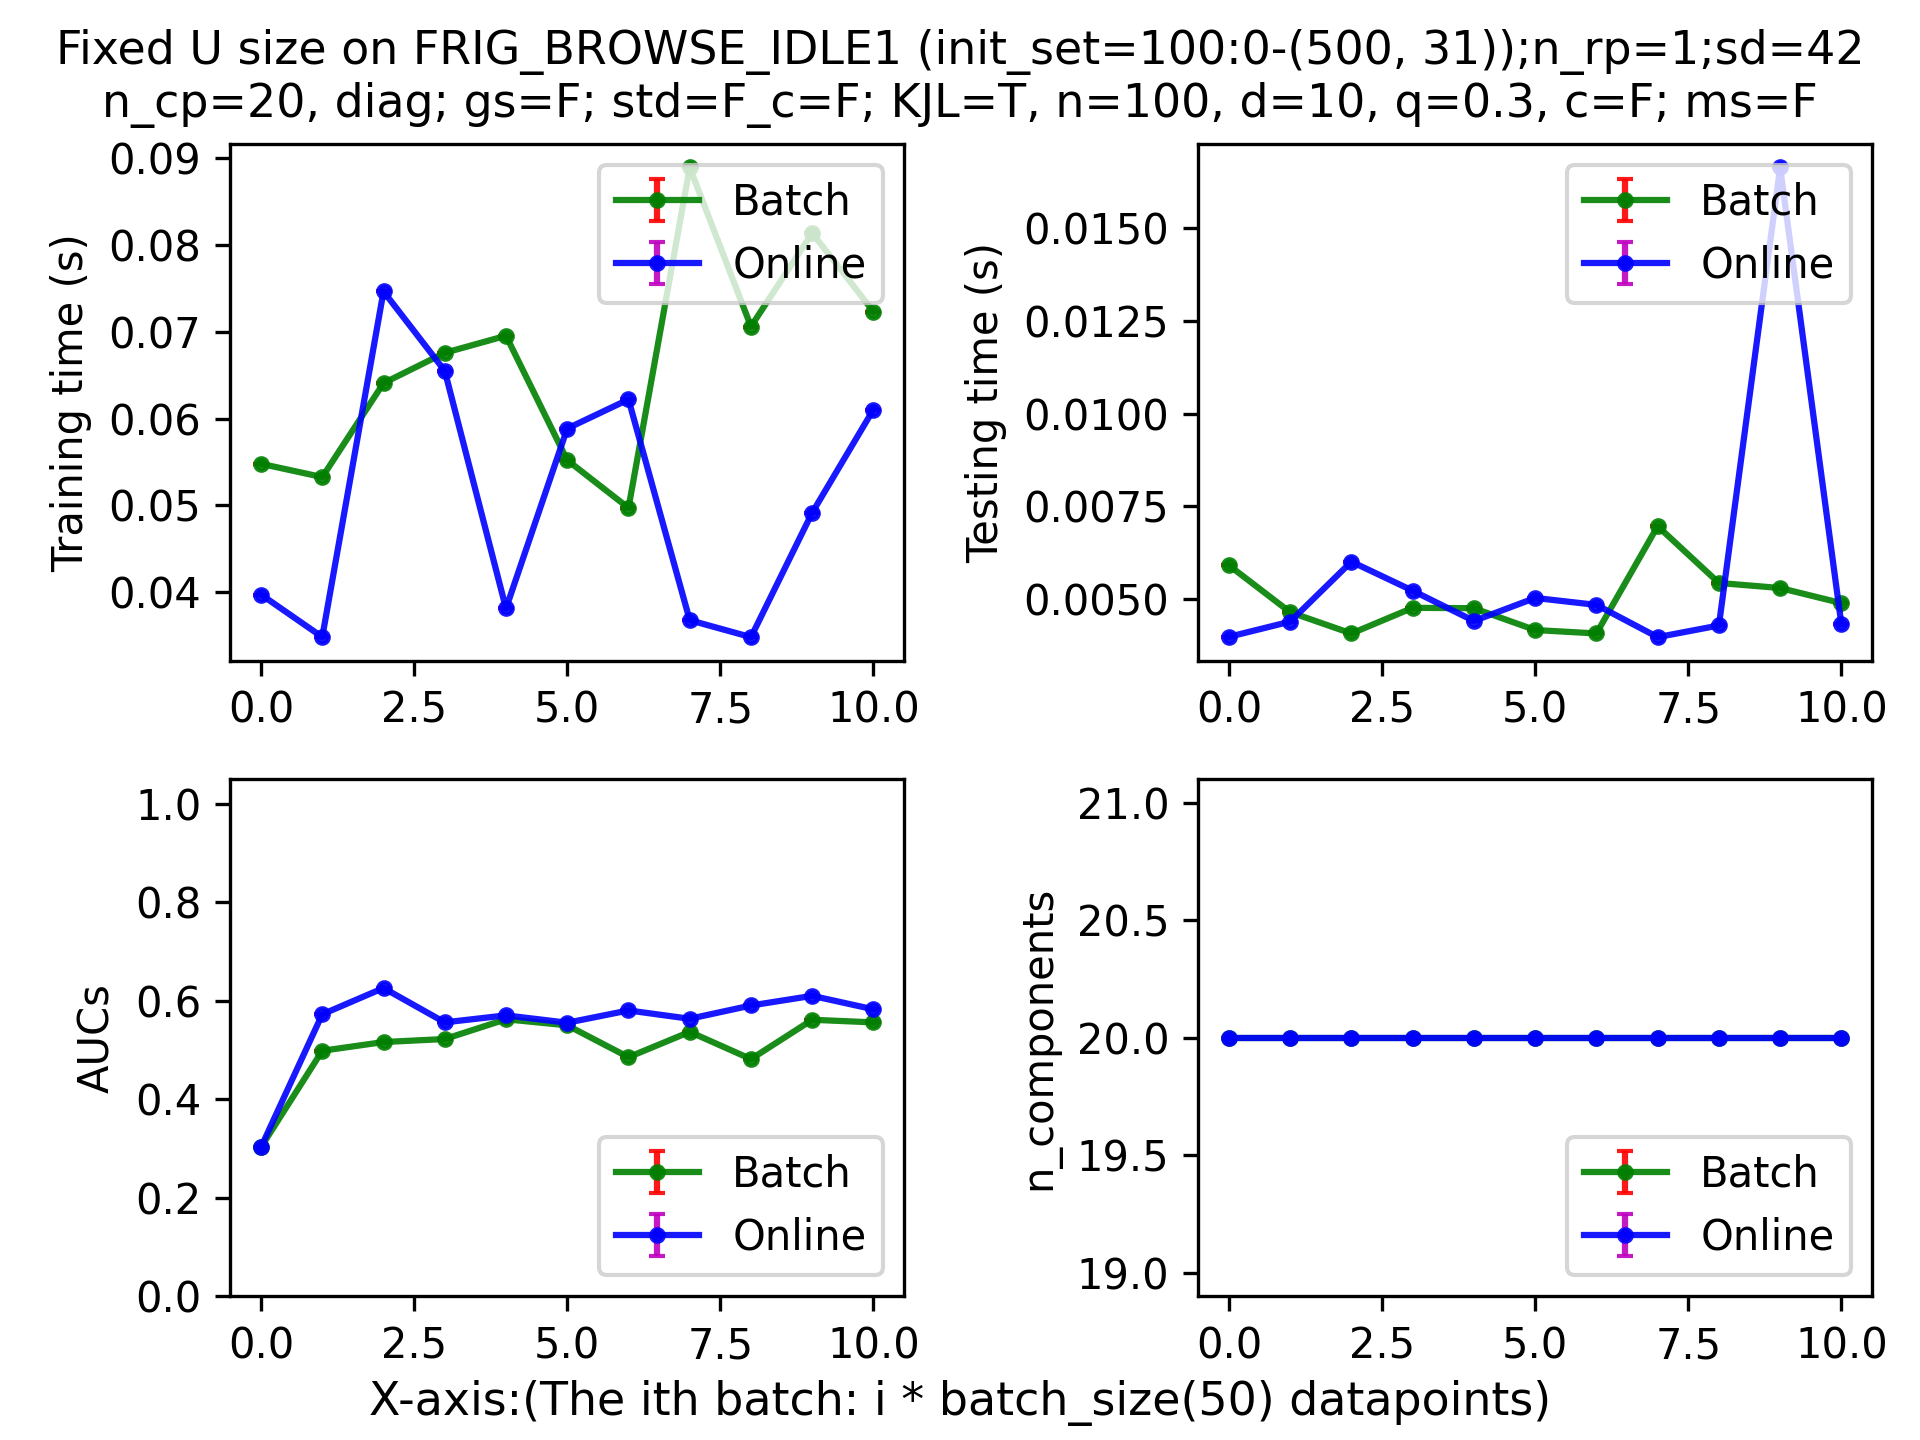 Fixed U size on FRIG_BROWSE_IDLE1 (init_set=100:0-(500, 31));n_rp=1;sd=42
n_cp=20, diag; gs=F; std=F_c=F; KJL=T, n=100, d=10, q=0.3, c=F; ms=F
Training time (s)
0.09
0.08
0.07
0.06
0.05
0.04
0.0 2.5 5.0 7.5 10.0
Batch
Online
Testing time (s)
0.0150
0.0125
0.0100
0.0075
0.0050
0.0 2.5 5.0 7.5 10.0
Batch
Online
AUCs
1.0
0.8
0.6
0.4
0.2
0.0
0.0 2.5 5.0 7.5 10.0
Batch
Online
n_components
21.0
20.5
20.0
19.5
19.0
0.0 2.5 5.0 7.5 10.0
Batch
Online
X-axis:(The ith batch: i * batch_size(50) datapoints)